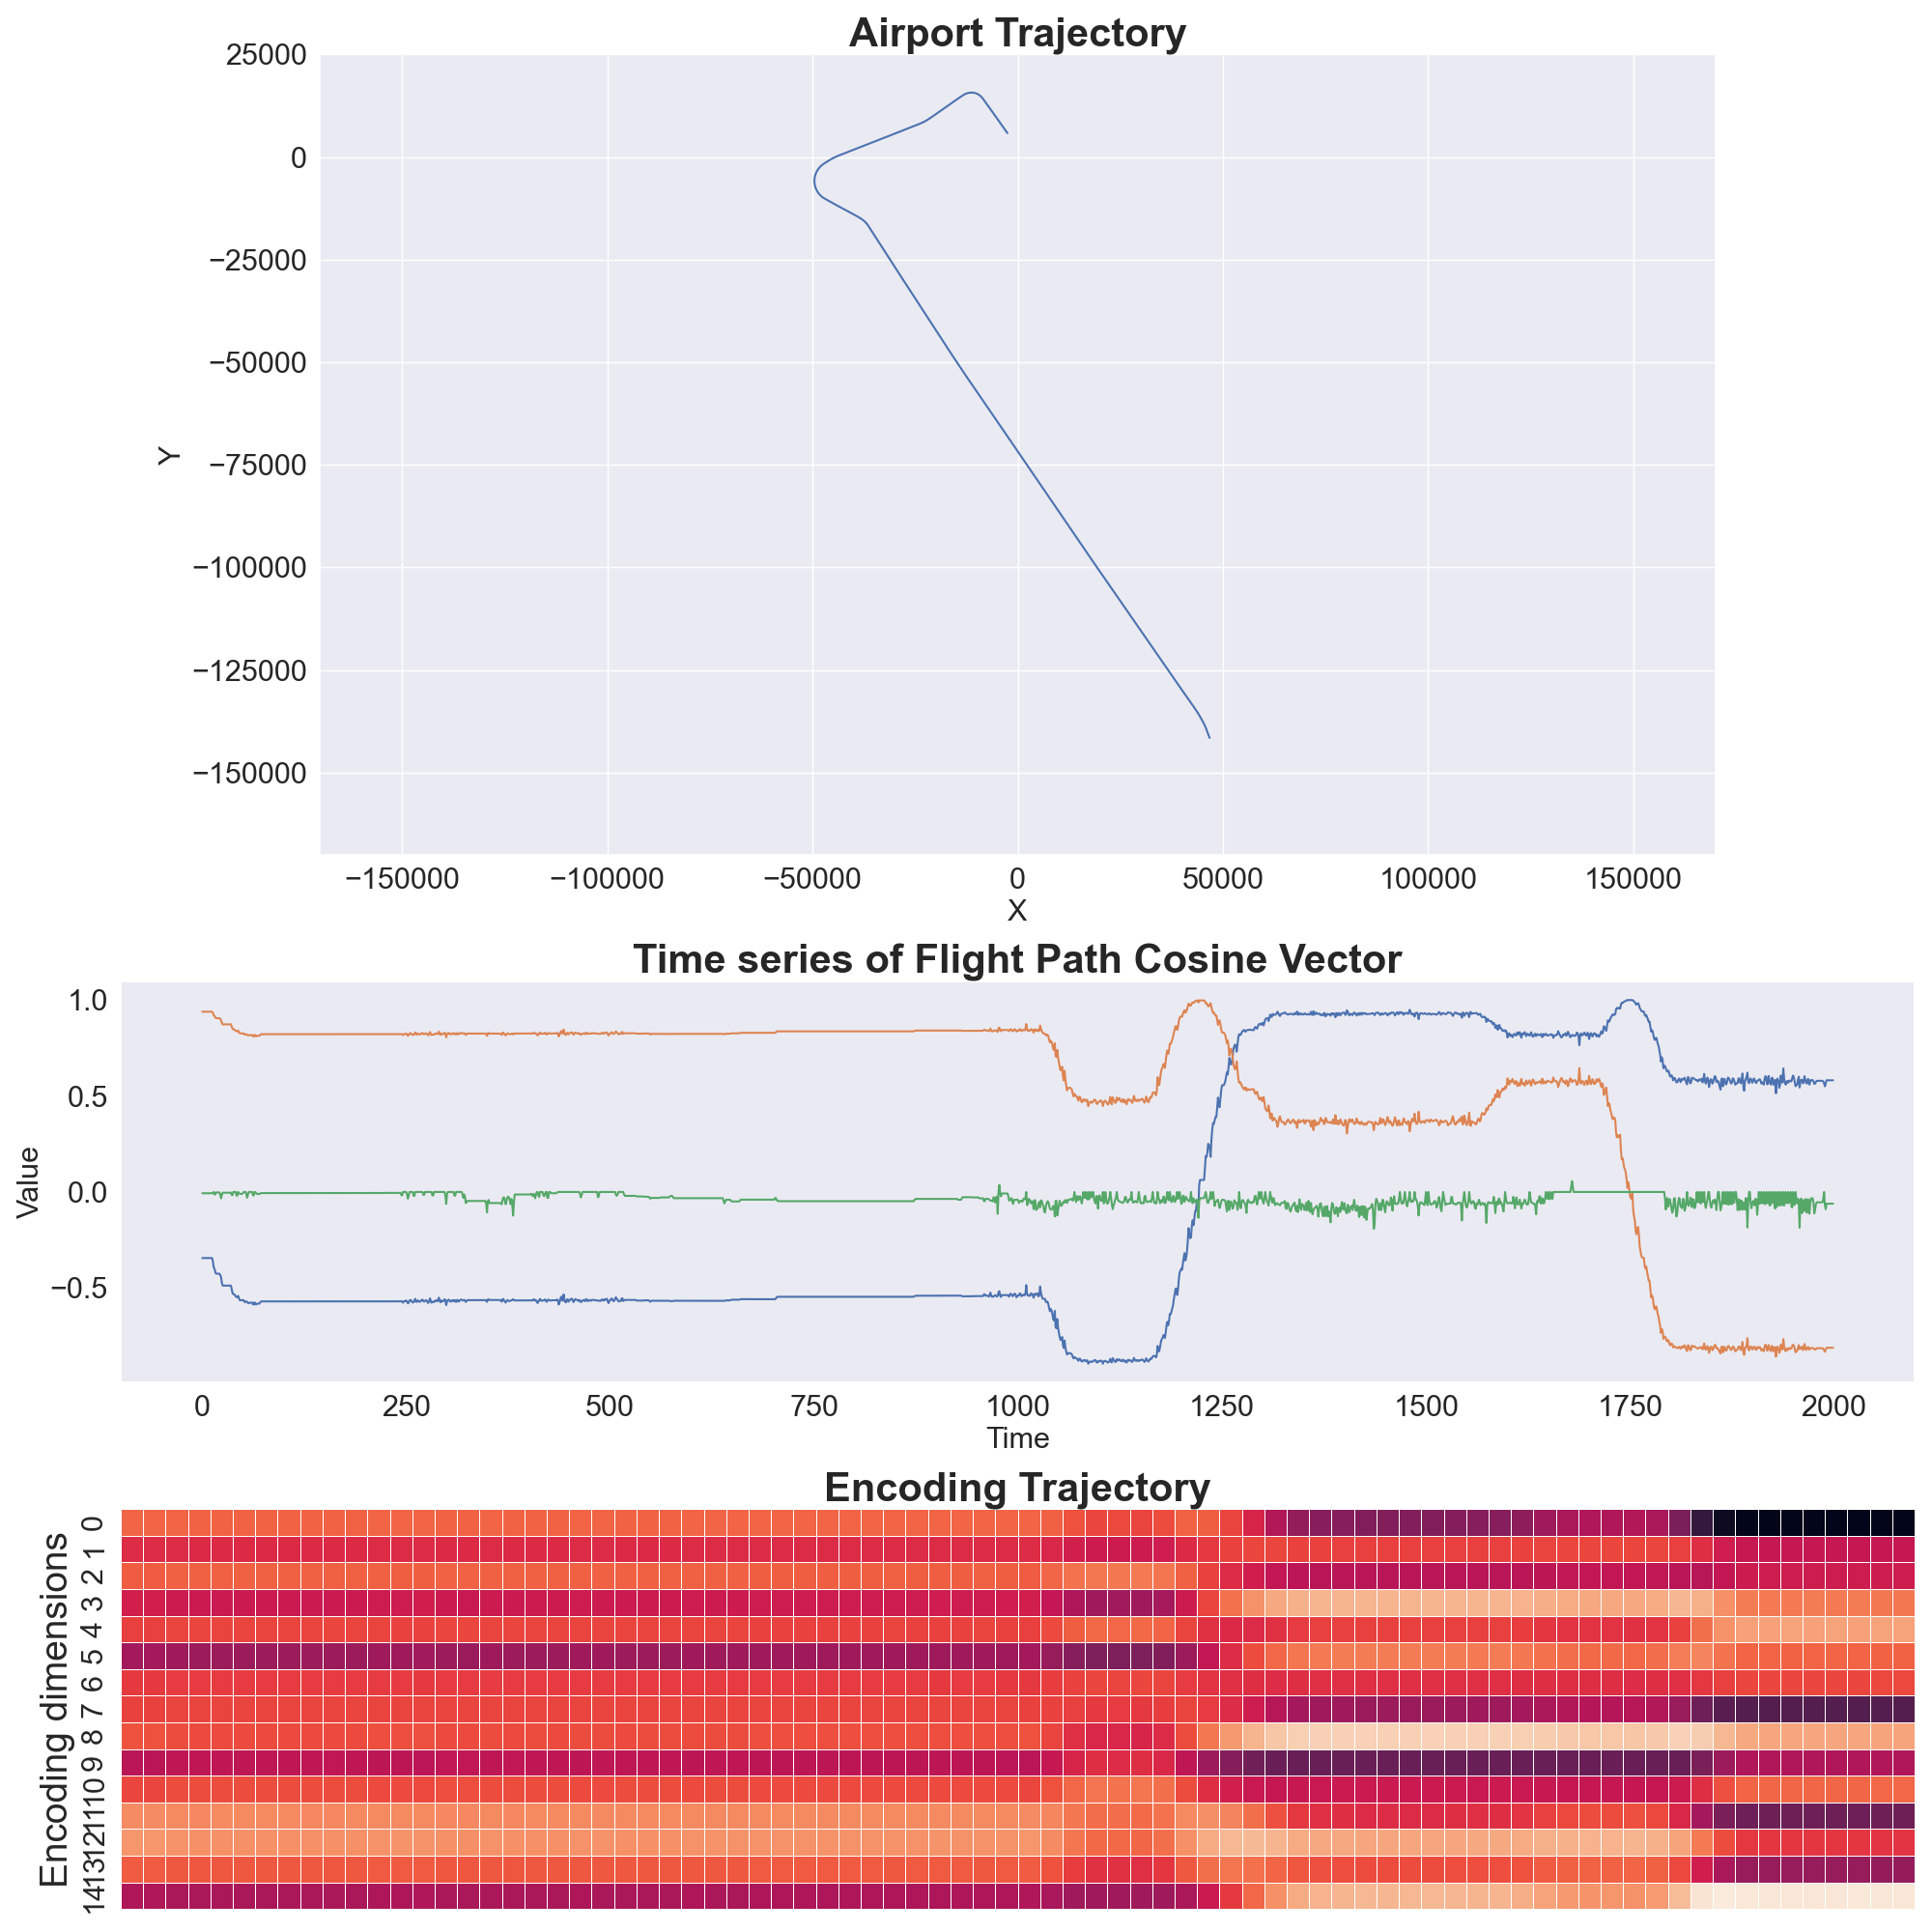 Airport Trajectory
25000
0
−25000
−50000
−75000
−100000
−125000
−150000
Y
−150000 −100000 −50000 0 50000 100000 150000
X
Time series of Flight Path Cosine Vector
1.0
0.5
0.0
−0.5
Value
0 250 500 750 1000 1250 1500 1750 2000
Time
Encoding Trajectory
Encoding dimensions
0
1
2
3
4
5
6
7
8
9
10
11
12
13
14